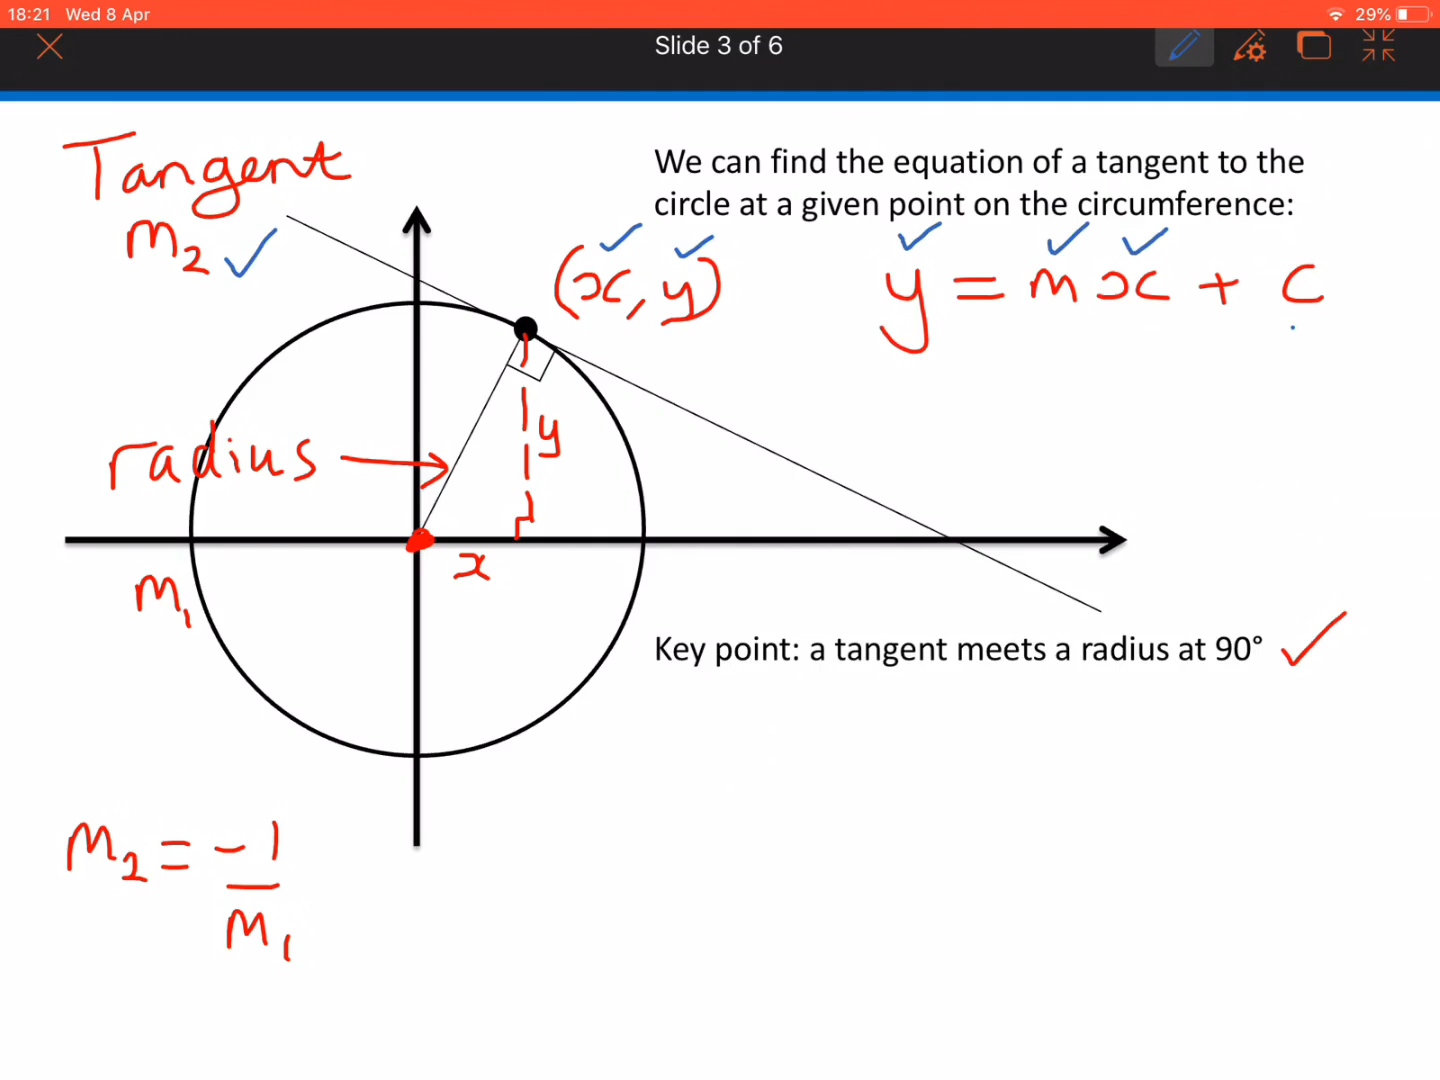 18:21 Wed 8 Apr 29%
Slide 3 of 6
Tangent
m₂
We can find the equation of a tangent to the
circle at a given point on the circumference:
(x, y)
y = mx + c
y
radius
x
m₁
Key point: a tangent meets a radius at 90°
m₂ = -1
m₁